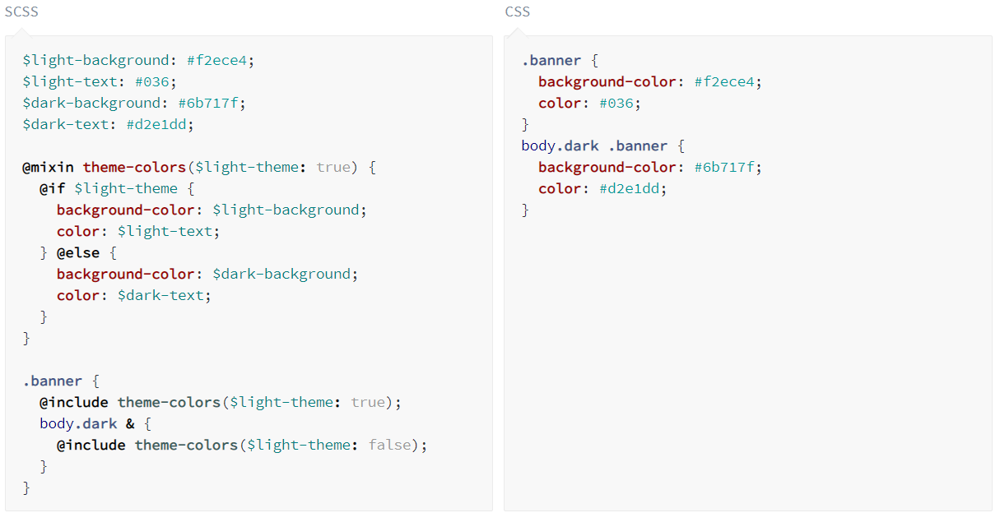 SCSS
$light-background: #f2ece4;
$light-text: #036;
$dark-background: #6b717f;
$dark-text: #d2e1dd;

@mixin theme-colors($light-theme: true) {
  @if $light-theme {
    background-color: $light-background;
    color: $light-text;
  } @else {
    background-color: $dark-background;
    color: $dark-text;
  }
}

.banner {
  @include theme-colors($light-theme: true);
  body.dark & {
    @include theme-colors($light-theme: false);
  }
}
CSS
.banner {
  background-color: #f2ece4;
  color: #036;
}
body.dark .banner {
  background-color: #6b717f;
  color: #d2e1dd;
}